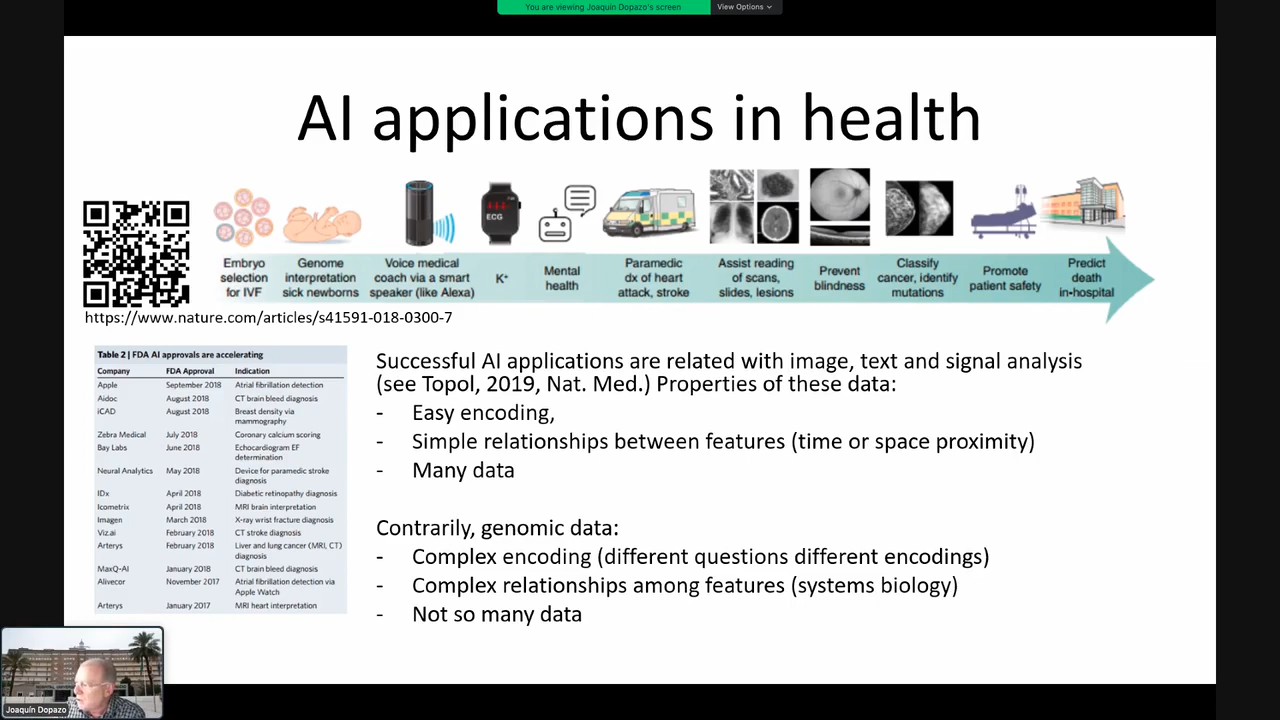 You are viewing Joaquín Dopazo's screen
View Options
AI applications in health
ECG
Embryo
selection
for IVF
Genome
interpretation
sick newborns
Voice medical
coach via a smart
speaker (like Alexa)
K⁺
Mental
health
Paramedic
dx of heart
attack, stroke
Assist reading
of scans,
slides, lesions
Prevent
blindness
Classify
cancer, identify
mutations
Promote
patient safety
Predict
death
in-hospital
https://www.nature.com/articles/s41591-018-0300-7
Table 2 | FDA AI approvals are accelerating
Company FDA Approval Indication
Apple September 2018 Atrial fibrillation detection
Aidoc August 2018 CT brain bleed diagnosis
iCAD August 2018 Breast density via
mammography
Zebra Medical July 2018 Coronary calcium scoring
Bay Labs June 2018 Echocardiogram EF
determination
Neural Analytics May 2018 Device for paramedic stroke
diagnosis
IDx April 2018 Diabetic retinopathy diagnosis
Icometrix April 2018 MRI brain interpretation
Imagen March 2018 X-ray wrist fracture diagnosis
Viz.ai February 2018 CT stroke diagnosis
Arterys February 2018 Liver and lung cancer (MRI, CT)
diagnosis
MaxQ-AI January 2018 CT brain bleed diagnosis
Alivecor November 2017 Atrial fibrillation detection via
Apple Watch
Arterys January 2017 MRI heart interpretation
Successful AI applications are related with image, text and signal analysis
(see Topol, 2019, Nat. Med.) Properties of these data:
- Easy encoding,
- Simple relationships between features (time or space proximity)
- Many data
Contrarily, genomic data:
- Complex encoding (different questions different encodings)
- Complex relationships among features (systems biology)
- Not so many data
Joaquín Dopazo